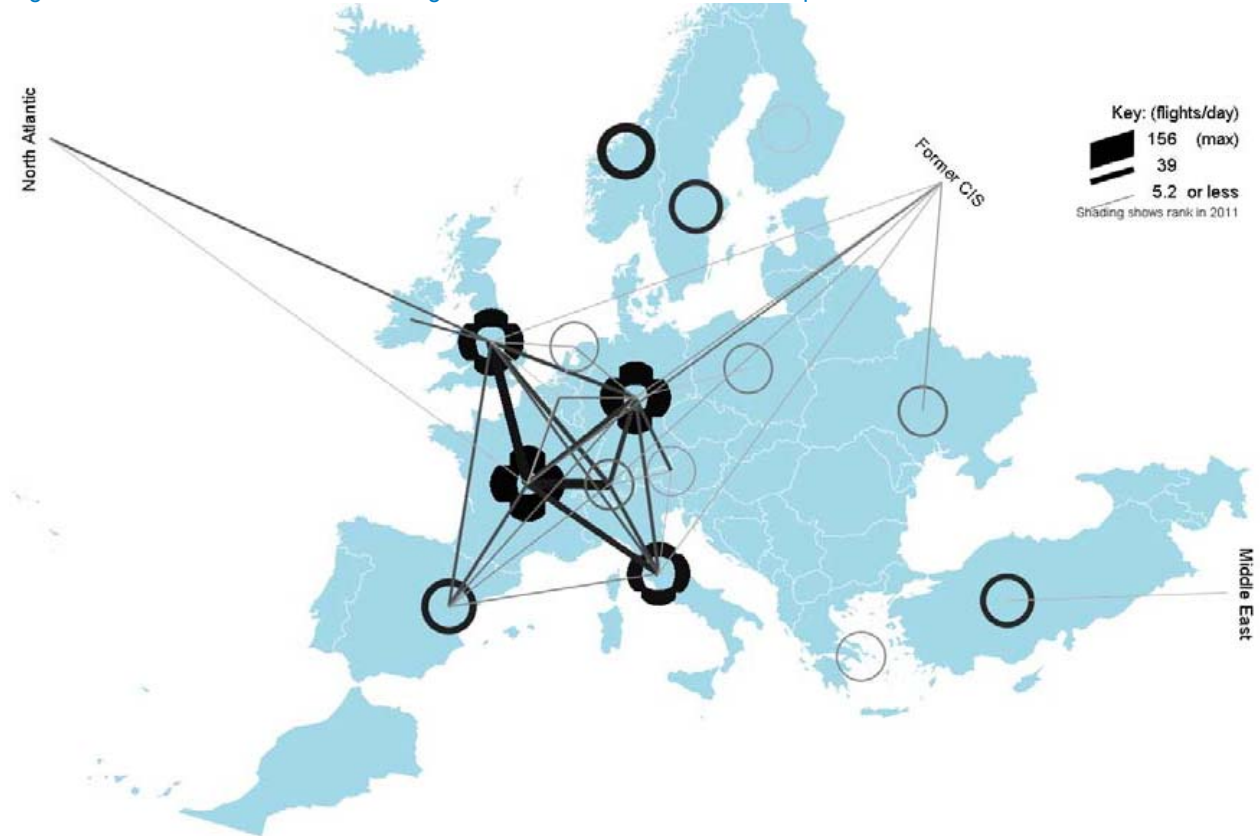 North Atlantic
Former CIS
Key: (flights/day)
156 (max)
39
5.2 or less
Shading shows rank in 2011
Middle East